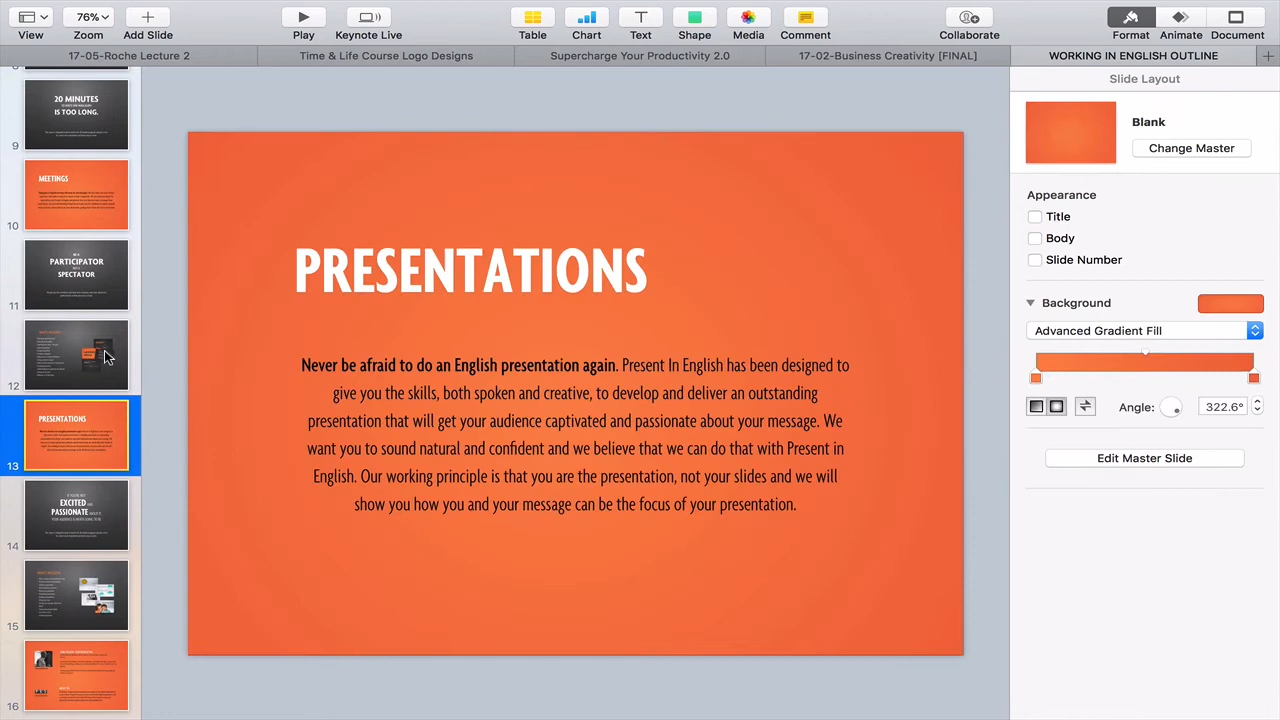 View
76%
Zoom
Add Slide
Play
Keynote Live
Table
Chart
Text
Shape
Media
Comment
Collaborate
Format
Animate
Document
17-05-Roche Lecture 2
Time & Life Course Logo Designs
Supercharge Your Productivity 2.0
17-02-Business Creativity [FINAL]
WORKING IN ENGLISH OUTLINE
20 MINUTES
IS TOO LONG.
9
MEETINGS
10
BE A
PARTICIPATOR
SPECTATOR
11
12
PRESENTATIONS
13
EXCITED AND
PASSIONATE
14
15
16
PRESENTATIONS
Never be afraid to do an English presentation again. Present In English has been designed to
give you the skills, both spoken and creative, to develop and deliver an outstanding
presentation that will get your audience captivated and passionate about your message. We
want you to sound natural and confident and we believe that we can do that with Present in
English. Our working principle is that you are the presentation, not your slides and we will
show you how you and your message can be the focus of your presentation.
Slide Layout
Blank
Change Master
Appearance
Title
Body
Slide Number
Background
Advanced Gradient Fill
Angle: 322.6°
Edit Master Slide